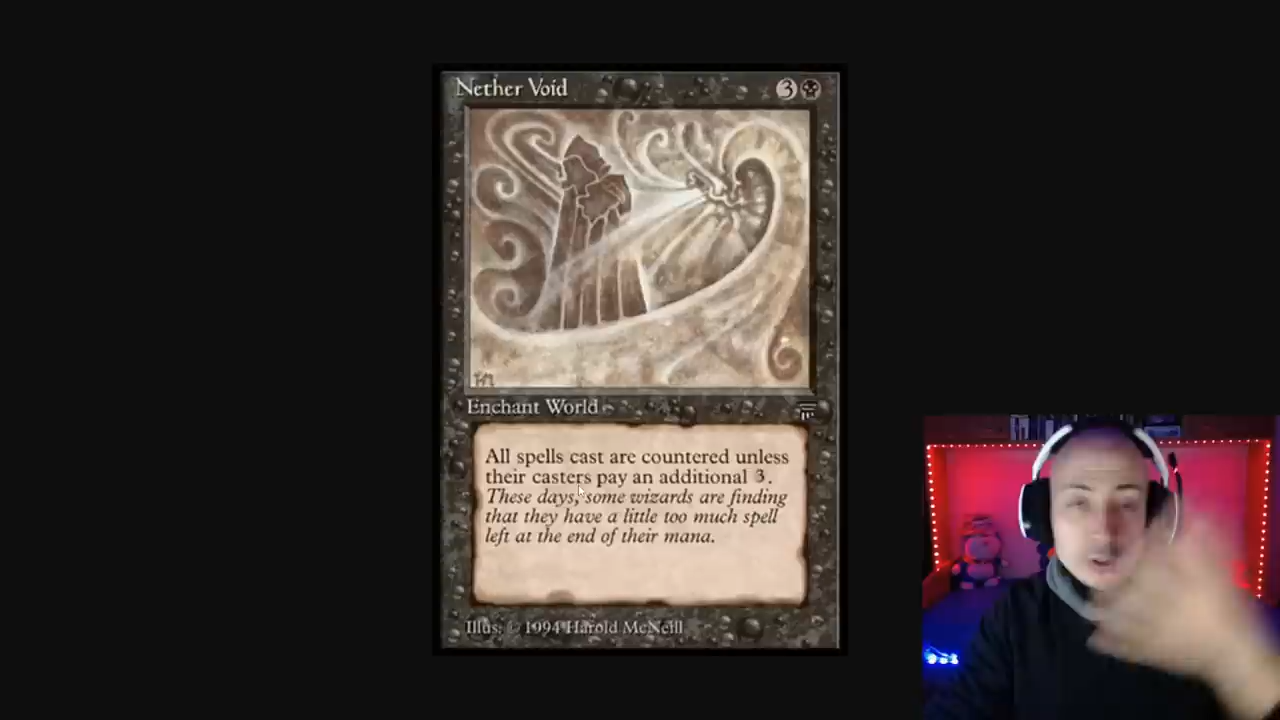 Nether Void 3
Enchant World
All spells cast are countered unless
their casters pay an additional 3.
These days, some wizards are finding
that they have a little too much spell
left at the end of their mana.
Illus: © 1994 Harold McNeill